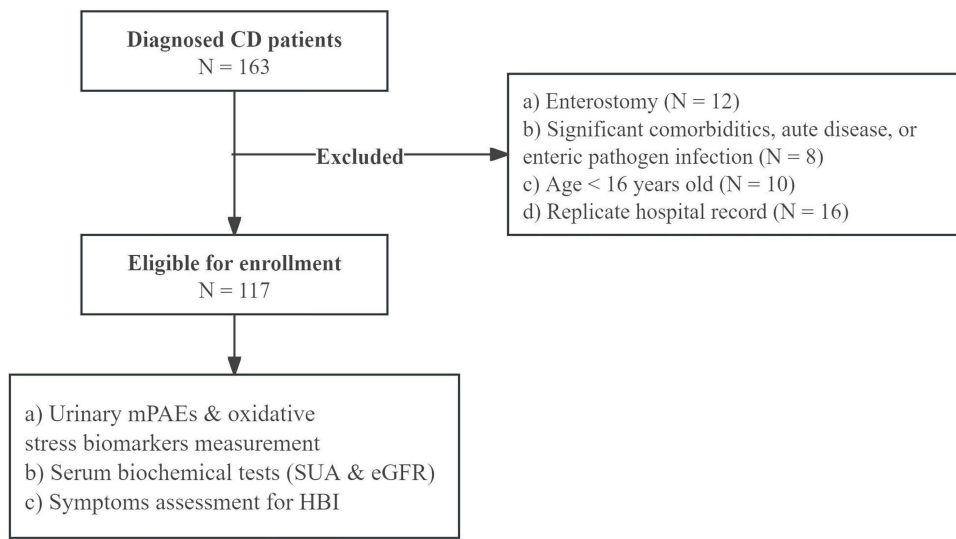 Diagnosed CD patients
N = 163
Excluded
a) Enterostomy (N = 12)
b) Significant comorbiditics, aute disease, or
enteric pathogen infection (N = 8)
c) Age < 16 years old (N = 10)
d) Replicate hospital record (N = 16)
Eligible for enrollment
N = 117
a) Urinary mPAEs & oxidative
stress biomarkers measurement
b) Serum biochemical tests (SUA & eGFR)
c) Symptoms assessment for HBI